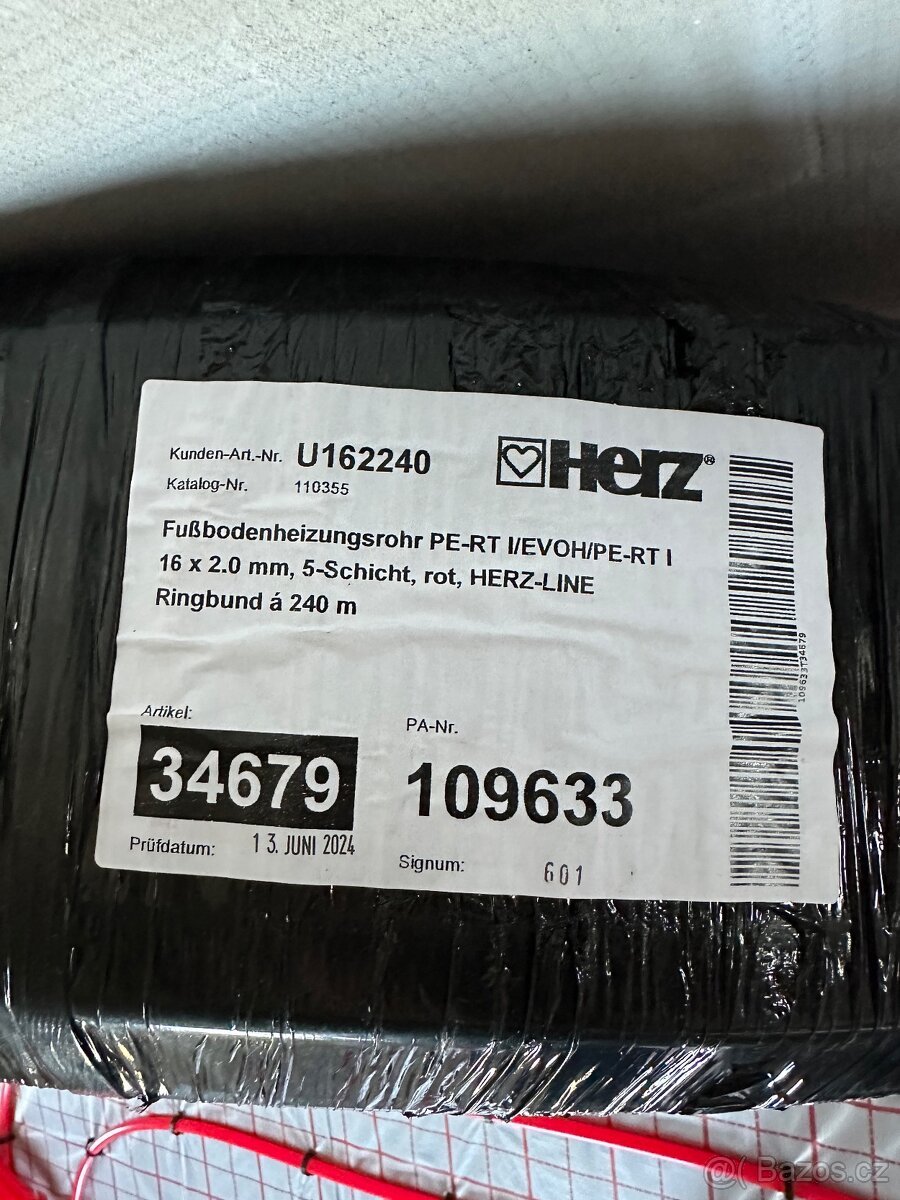 Kunden-Art.-Nr. U162240
Herz®
Katalog-Nr. 110355
Fußbodenheizungsrohr PE-RT I/EVOH/PE-RT I
16 x 2.0 mm, 5-Schicht, rot, HERZ-LINE
Ringbund á 240 m
109633T34679
Artikel:
34679
PA-Nr.
109633
Prüfdatum: 13. JUNI 2024
Signum: 601
@( Bazos.cz